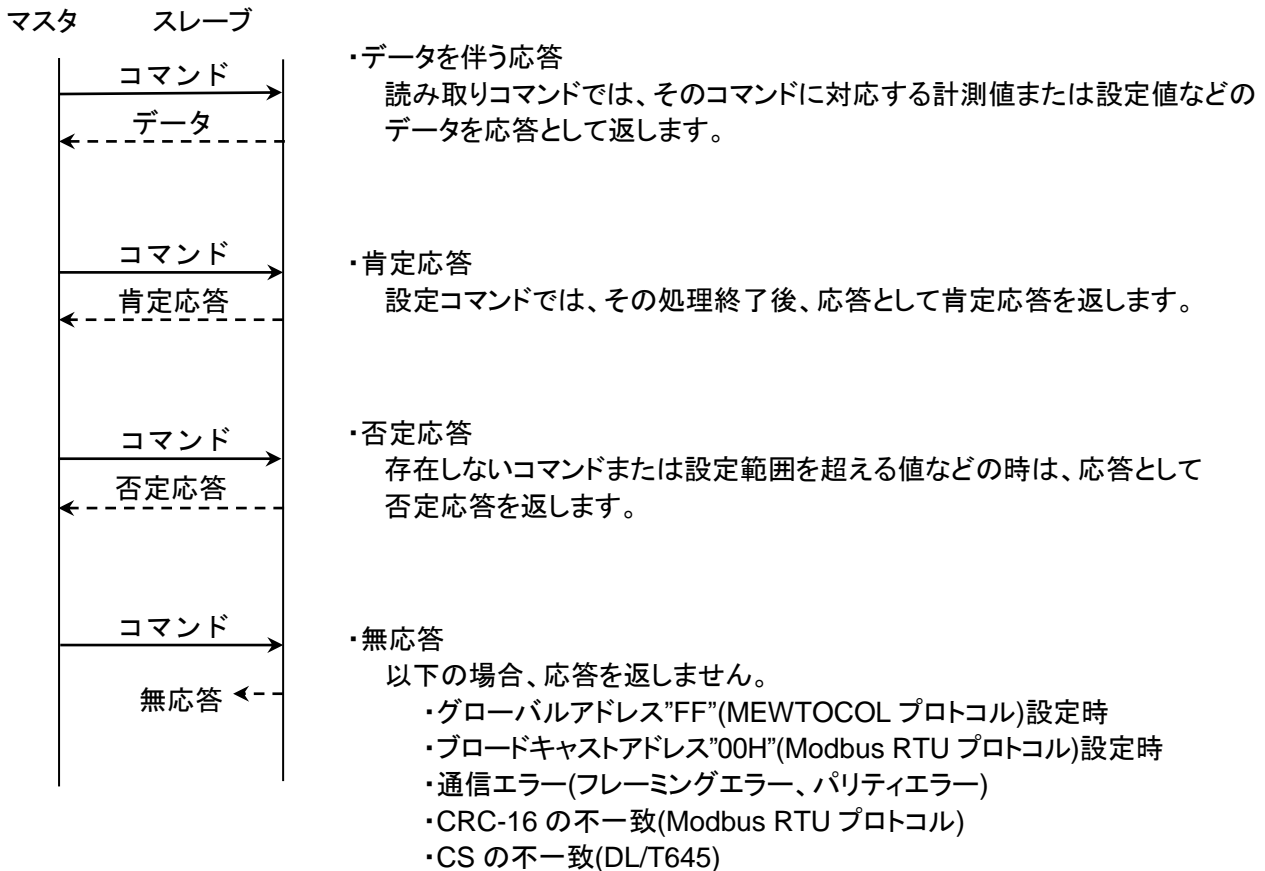 マスタ スレーブ
コマンド
データ
・データを伴う応答
読み取りコマンドでは、そのコマンドに対応する計測値または設定値などの
データを応答として返します。
コマンド
肯定応答
・肯定応答
設定コマンドでは、その処理終了後、応答として肯定応答を返します。
コマンド
否定応答
・否定応答
存在しないコマンドまたは設定範囲を超える値などの時は、応答として
否定応答を返します。
コマンド
無応答
・無応答
以下の場合、応答を返しません。
・グローバルアドレス”FF”(MEWTOCOL プロトコル)設定時
・ブロードキャストアドレス”00H”(Modbus RTU プロトコル)設定時
・通信エラー(フレーミングエラー、パリティエラー)
・CRC-16 の不一致(Modbus RTU プロトコル)
・CS の不一致(DL/T645)